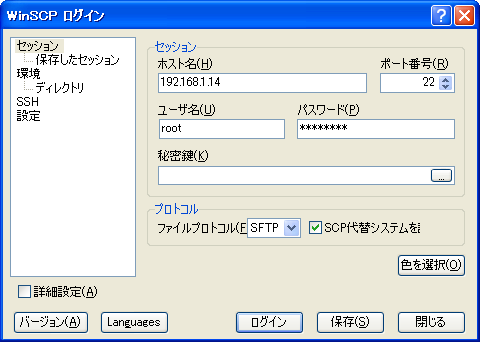 WinSCP ログイン
セッション
保存したセッション
環境
ディレクトリ
SSH
設定
セッション
ホスト名(H) ポート番号(R)
192.168.1.14 22
ユーザ名(U) パスワード(P)
root ********
秘密鍵(K)
...
プロトコル
ファイルプロトコル(F SFTP SCP代替システムを
色を選択(O)
詳細設定(A)
バージョン(A) Languages ログイン 保存(S) 閉じる